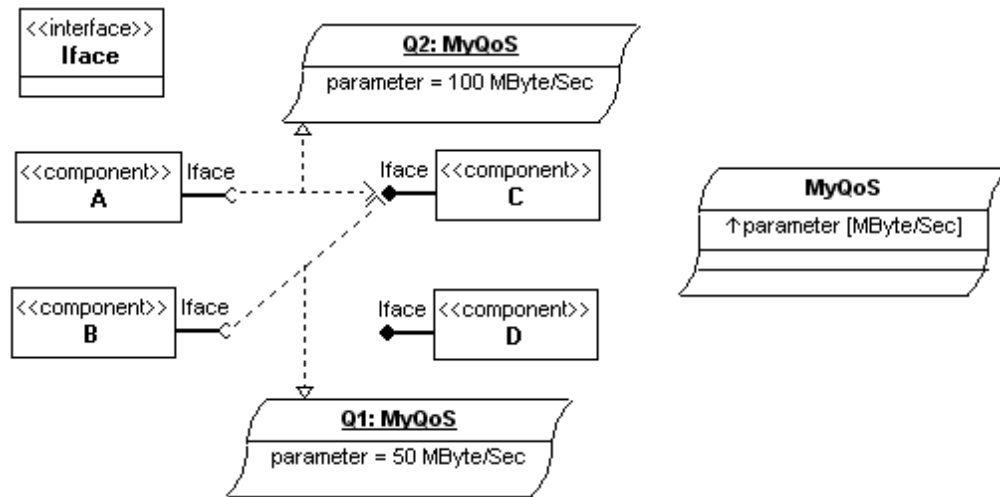 <<interface>>
Iface
Q2: MyQoS
parameter = 100 MByte/Sec
<<component>>
A
Iface
Iface
<<component>>
C
MyQoS
↑parameter [MByte/Sec]
<<component>>
B
Iface
Iface
<<component>>
D
Q1: MyQoS
parameter = 50 MByte/Sec